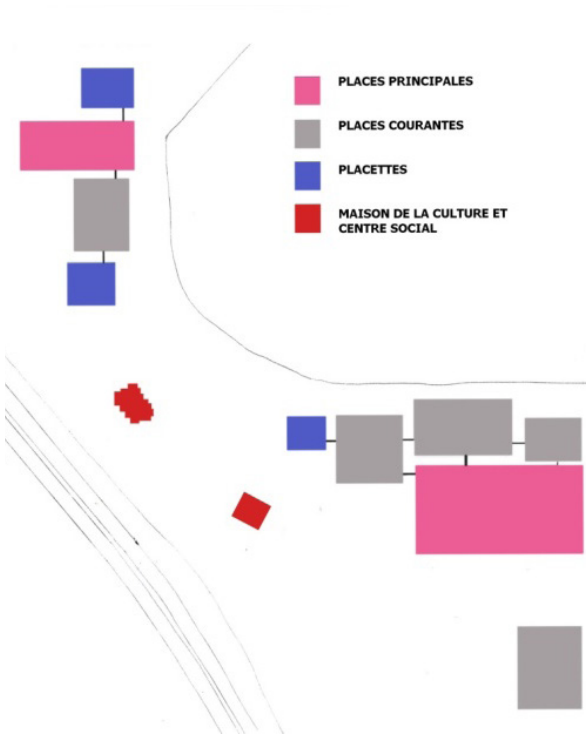 PLACES PRINCIPALES
PLACES COURANTES
PLACETTES
MAISON DE LA CULTURE ET
CENTRE SOCIAL